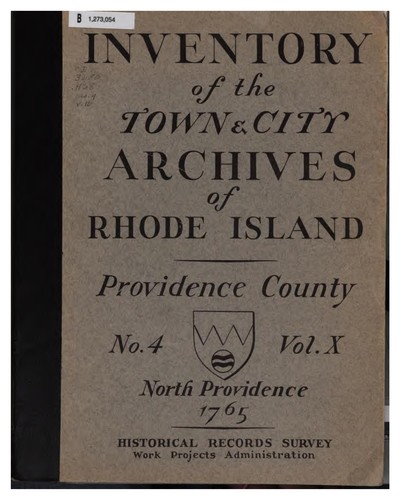 B 1,273,054
INVENTORY
of the
TOWN & CITY
ARCHIVES
of
RHODE ISLAND
Providence County
No. 4 Vol. X
North Providence
1765
HISTORICAL RECORDS SURVEY
Work Projects Administration